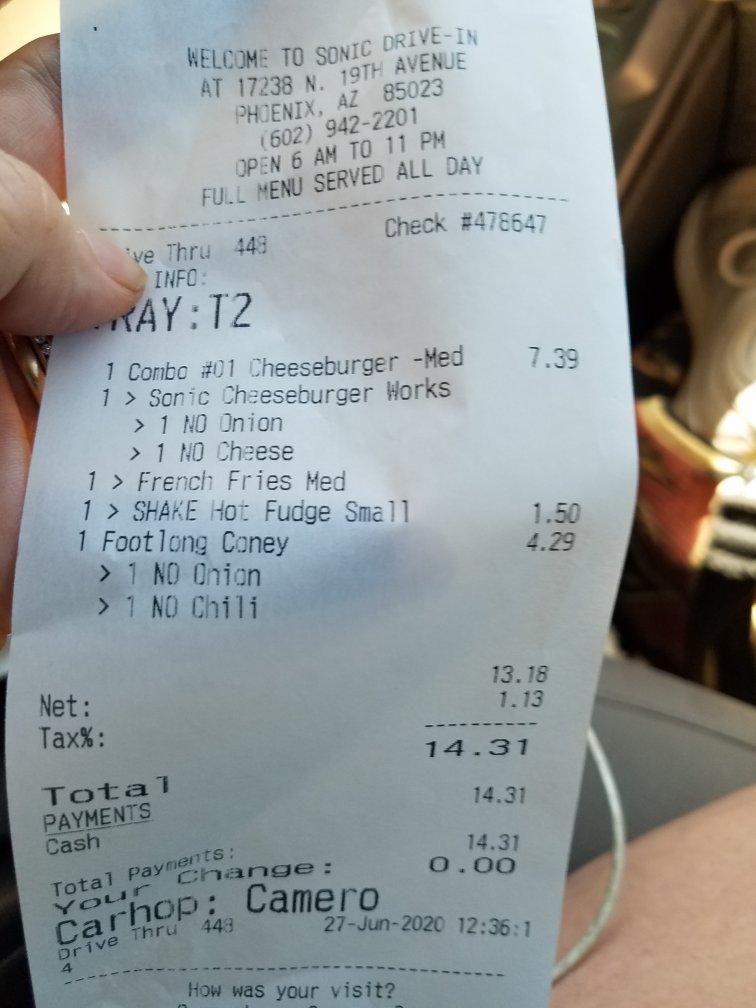 WELCOME TO SONIC DRIVE-IN
AT 17238 N. 19TH AVENUE
PHOENIX, AZ 85023
(602) 942-2201
OPEN 6 AM TO 11 PM
FULL MENU SERVED ALL DAY
ive Thru 448 Check #478647
INFO:
RAY:T2
1 Combo #01 Cheeseburger -Med 7.39
1 > Sonic Cheeseburger Works
> 1 NO Onion
> 1 NO Cheese
1 > French Fries Med
1 > SHAKE Hot Fudge Small 1.50
1 Footlong Coney 4.29
> 1 NO Onion
> 1 NO Chili
Net: 13.18
Tax%: 1.13
Total 14.31
PAYMENTS
Cash 14.31
Total Payments: 14.31
Your Change: 0.00
Carhop: Camero
Drive Thru 448 27-Jun-2020 12:36:1
4
How was your visit?